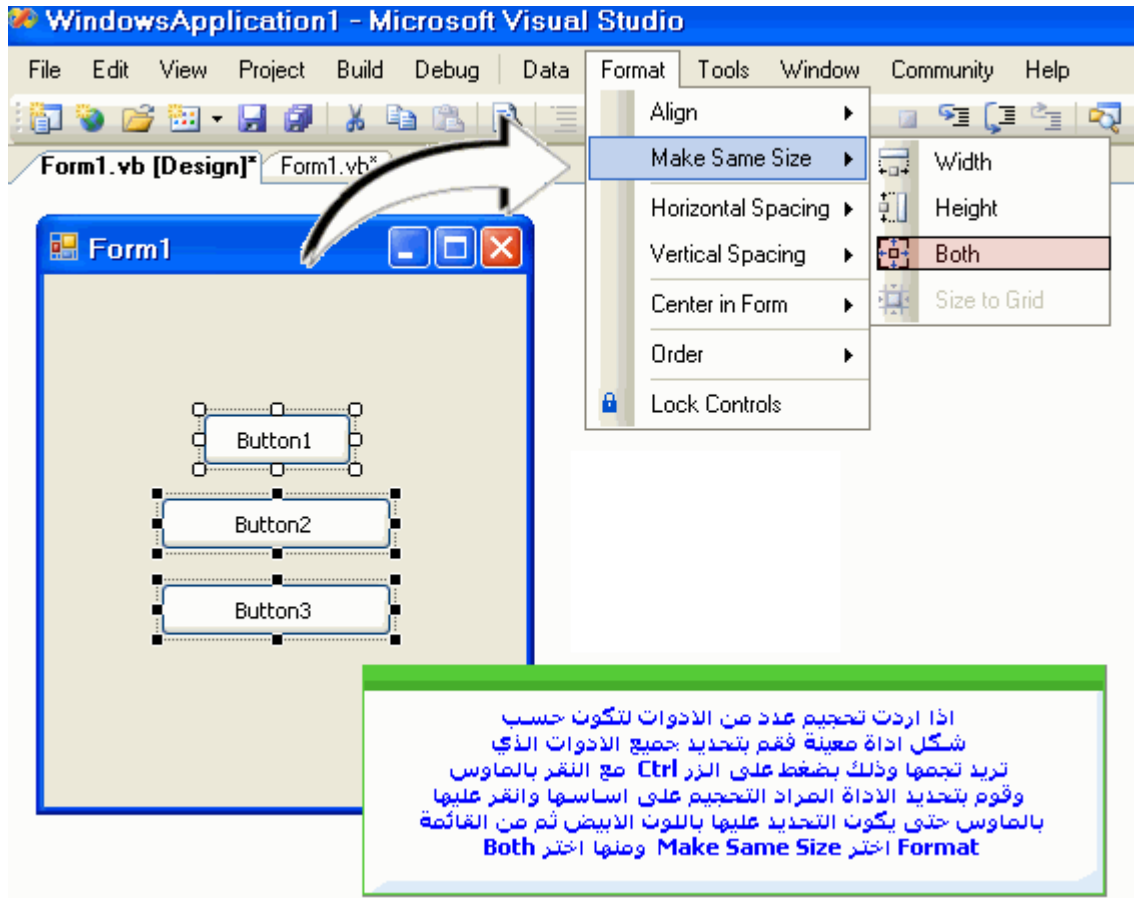 WindowsApplication1 - Microsoft Visual Studio
File Edit View Project Build Debug Data Format Tools Window Community Help
Form1.vb [Design]* Form1.vb*
Align
Make Same Size
Horizontal Spacing
Vertical Spacing
Center in Form
Order
Lock Controls
Width
Height
Both
Size to Grid
Form1
Button1
Button2
Button3
اذا اردت تحجيم عدد من الادوات لتكون حسب
شكل اداة معينة فقم بتحديد جميع الادوات الذي
تريد تجمها وذلك بضغط على الزر Ctrl مع النقر بالماوس
وقوم بتحديد الاداة المراد التحجيم على اساسها وانقر عليها
بالماوس حتى يكون التحديد عليها باللون الابيض ثم من القائمة
Format اختر Make Same Size ومنها اختر Both